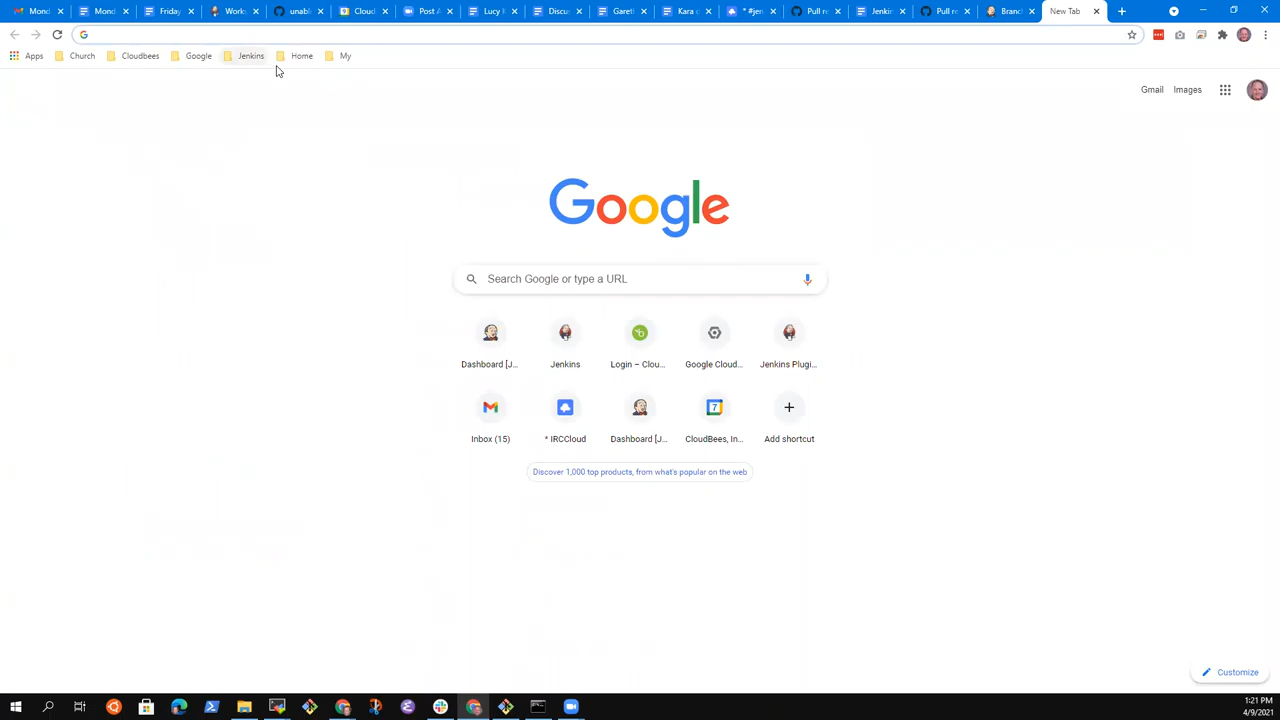 Mond Mond Friday Workg unabl Cloud Post A Lucy Discu Garet Kara c * #jen Pull re Jenkin Pull re Branc New Tab
Apps Church Cloudbees Google Jenkins Home My
Gmail Images
Google
Search Google or type a URL
Dashboard [J... Jenkins Login – Clou... Google Cloud... Jenkins Plugi...
Inbox (15) * IRCCloud Dashboard [J... CloudBees, In... Add shortcut
Discover 1,000 top products, from what's popular on the web
Customize
1:21 PM
4/9/2021